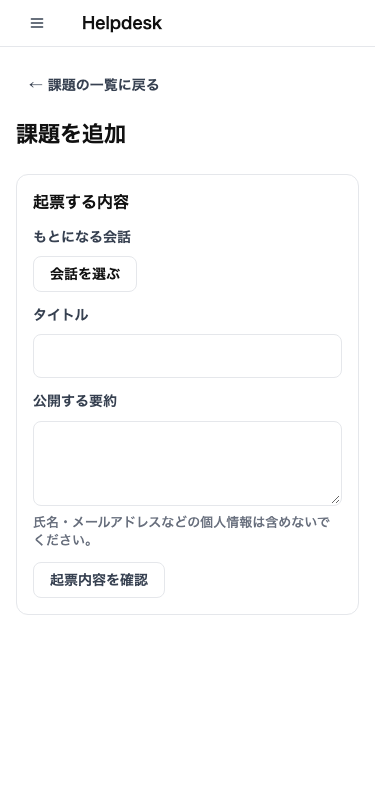 Helpdesk
← 課題の一覧に戻る
課題を追加
起票する内容
もとになる会話
会話を選ぶ
タイトル
公開する要約
氏名・メールアドレスなどの個人情報は含めないで
ください。
起票内容を確認